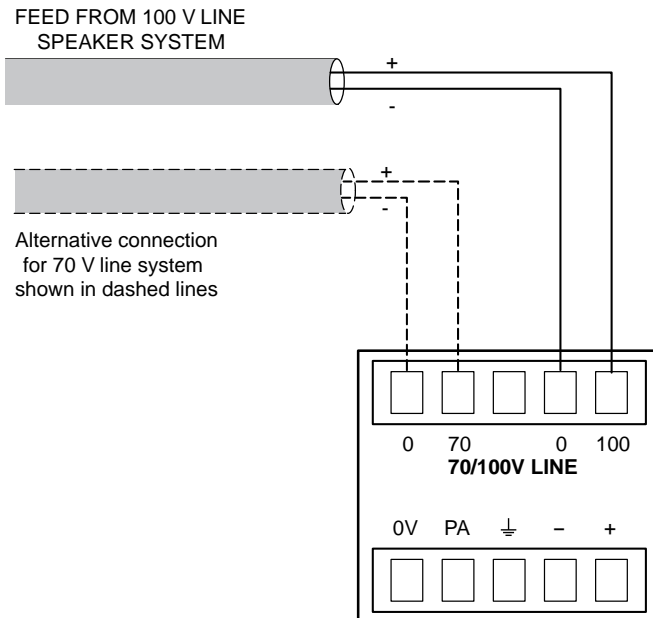 FEED FROM 100 V LINE
SPEAKER SYSTEM
+
-
+
-
Alternative connection
for 70 V line system
shown in dashed lines
0 70 0 100
70/100V LINE
0V PA ⏚ − +